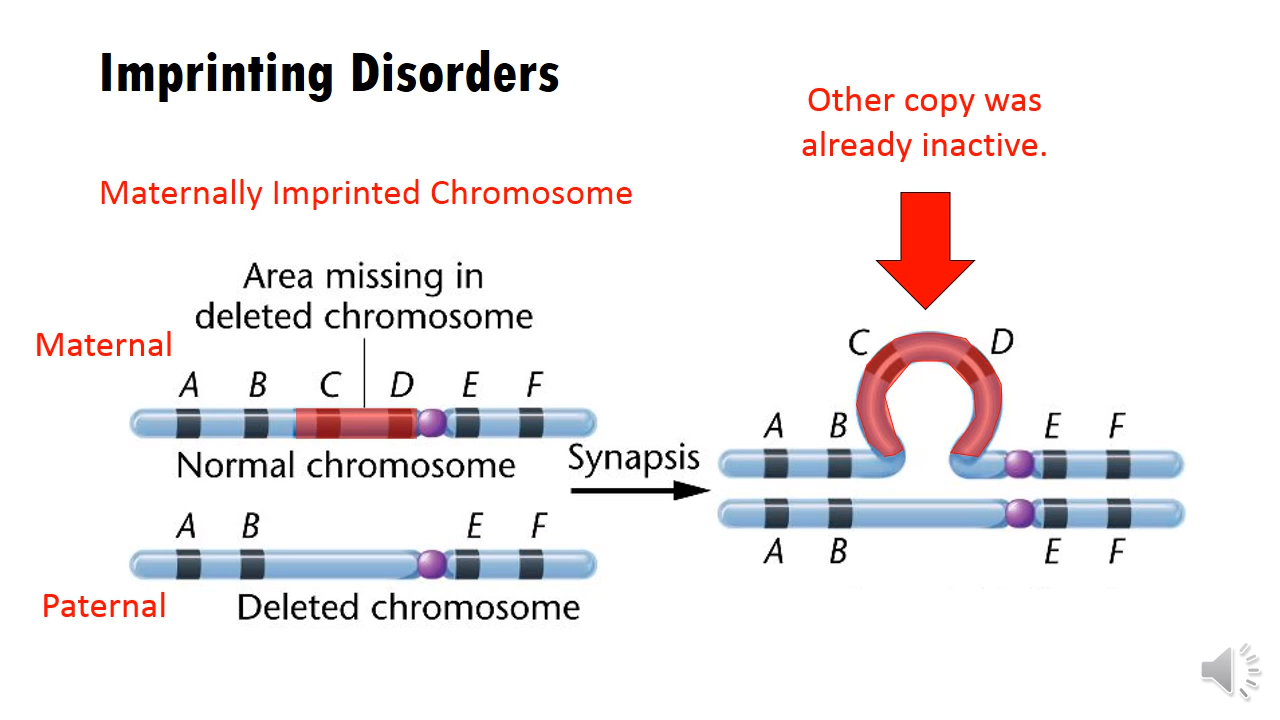 Imprinting Disorders
Other copy was
already inactive.
Maternally Imprinted Chromosome
Area missing in
deleted chromosome
Maternal
A B C D E F
Normal chromosome
A B E F
Paternal
Deleted chromosome
Synapsis
C D
A B E F
A B E F